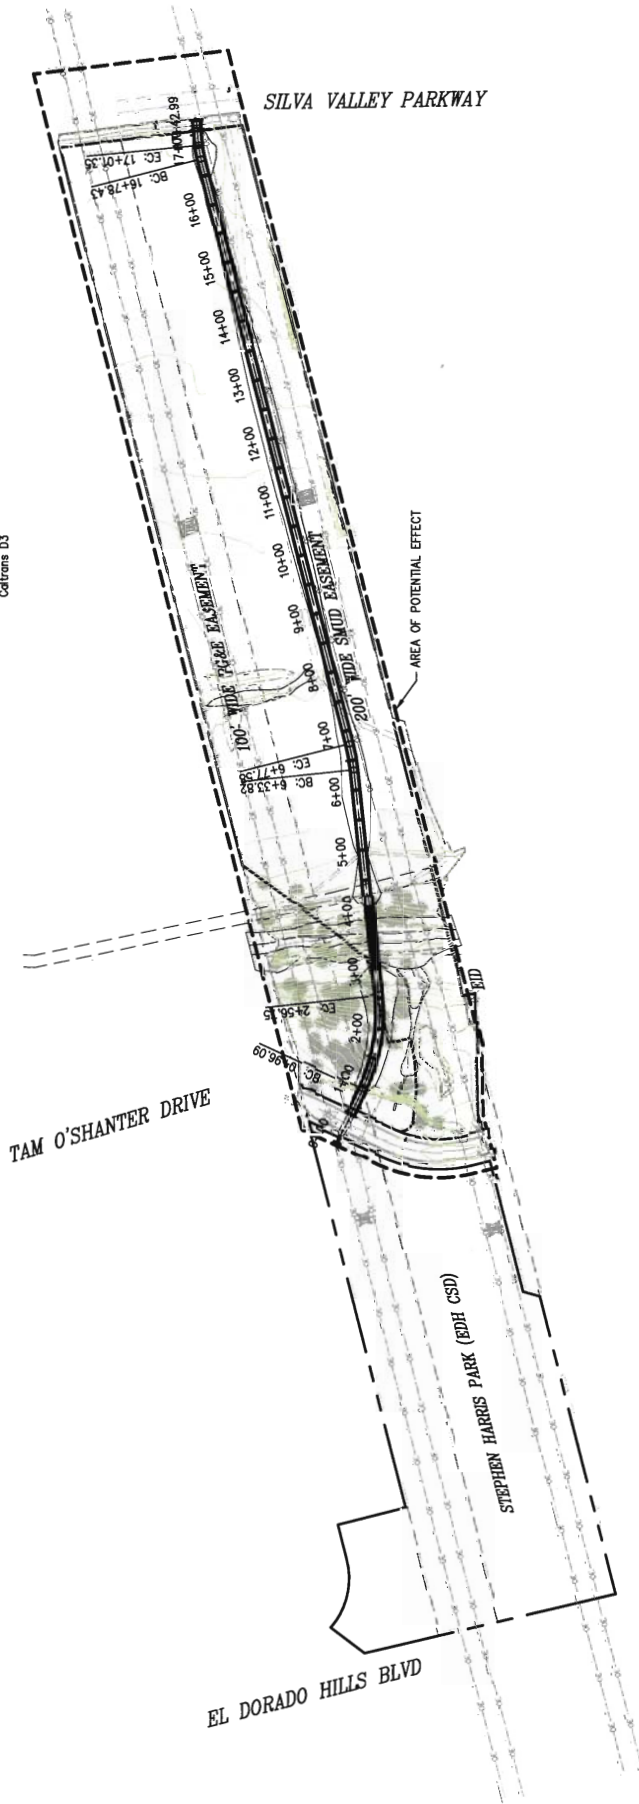 SILVA VALLEY PARKWAY
17+42.99
EC: 17+01.35
BC: 16+78.43
16+00
15+00
14+00
13+00
12+00
11+00
10+00
9+00
8+00
7+00
6+00
5+00
4+00
3+00
2+00
1+00
Caltrans D3
100' WIDE PG&E EASEMENT
200' WIDE SMUD EASEMENT
AREA OF POTENTIAL EFFECT
EC: 6+77.58
BC: 6+33.82
EC: 2+56.15
BC: 0+96.09
EID
TAM O'SHANTER DRIVE
STEPHEN HARRIS PARK (EDH CSD)
EL DORADO HILLS BLVD